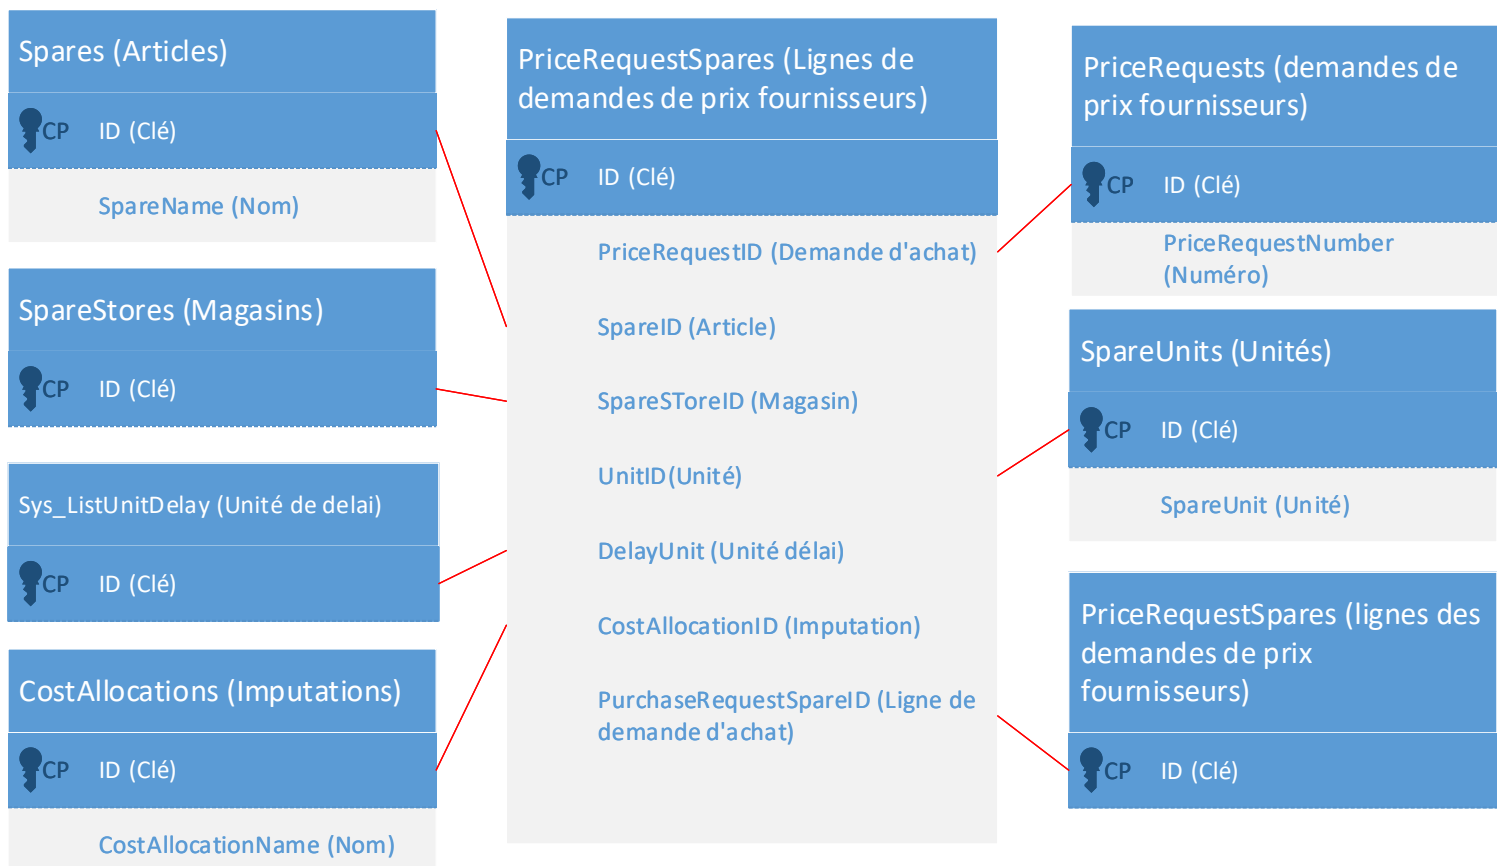 Spares (Articles)
CP ID (Clé)
SpareName (Nom)
SpareStores (Magasins)
CP ID (Clé)
Sys_ListUnitDelay (Unité de delai)
CP ID (Clé)
CostAllocations (Imputations)
CP ID (Clé)
CostAllocationName (Nom)
PriceRequestSpares (Lignes de
demandes de prix fournisseurs)
CP ID (Clé)
PriceRequestID (Demande d'achat)
SpareID (Article)
SpareSToreID (Magasin)
UnitID(Unité)
DelayUnit (Unité délai)
CostAllocationID (Imputation)
PurchaseRequestSpareID (Ligne de
demande d'achat)
PriceRequests (demandes de
prix fournisseurs)
CP ID (Clé)
PriceRequestNumber
(Numéro)
SpareUnits (Unités)
CP ID (Clé)
SpareUnit (Unité)
PriceRequestSpares (lignes des
demandes de prix
fournisseurs)
CP ID (Clé)